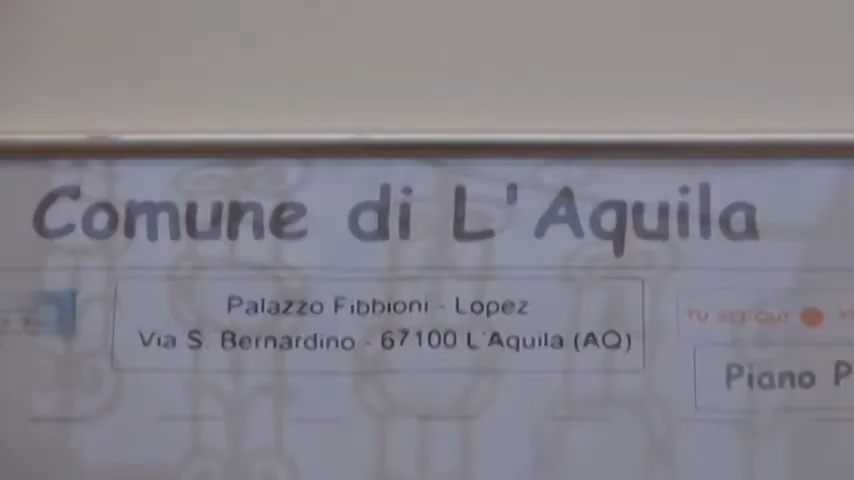 Comune di L'Aquila
Palazzo Fibbioni - Lopez
Via S. Bernardino - 67100 L'Aquila (AQ)
TU SEI QUI
Piano P